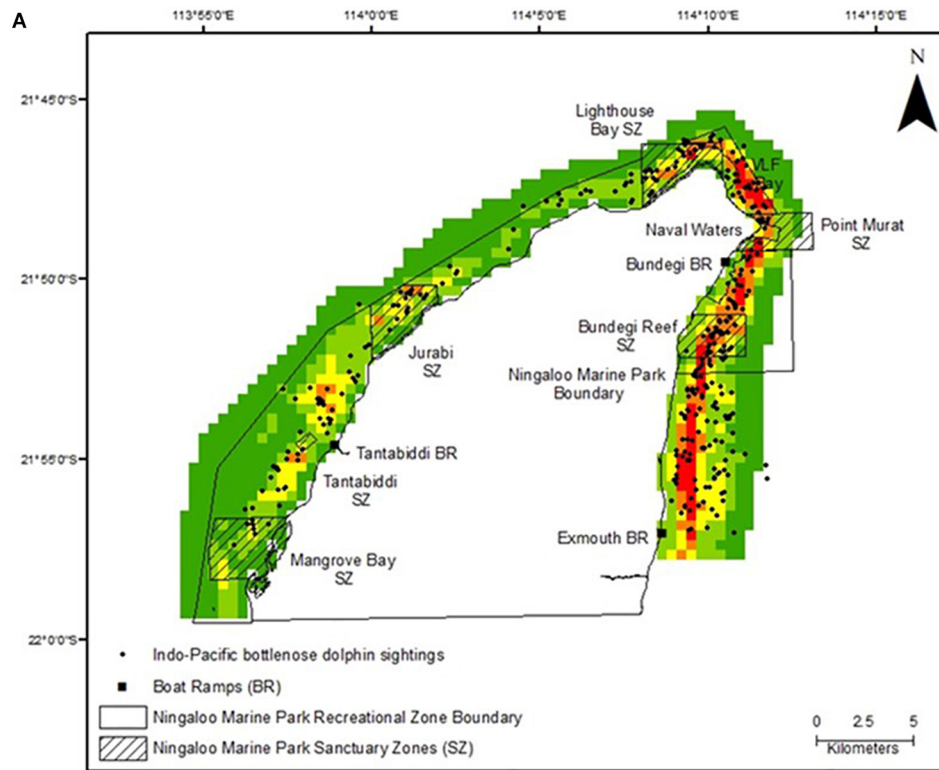 A
113°55'0"E
114°0'0"E
114°5'0"E
114°10'0"E
114°15'0"E
N
21°45'0"S
Lighthouse
Bay SZ
VLF
Bay
Naval Waters
Point Murat
SZ
Bundegi BR
21°50'0"S
Bundegi Reef
SZ
Jurabi
SZ
Ningaloo Marine Park
Boundary
21°55'0"S
Tantabiddi BR
Tantabiddi
SZ
Exmouth BR
Mangrove Bay
SZ
22°0'0"S
Indo-Pacific bottlenose dolphin sightings
Boat Ramps (BR)
Ningaloo Marine Park Recreational Zone Boundary
Ningaloo Marine Park Sanctuary Zones (SZ)
0
5
Kilometers